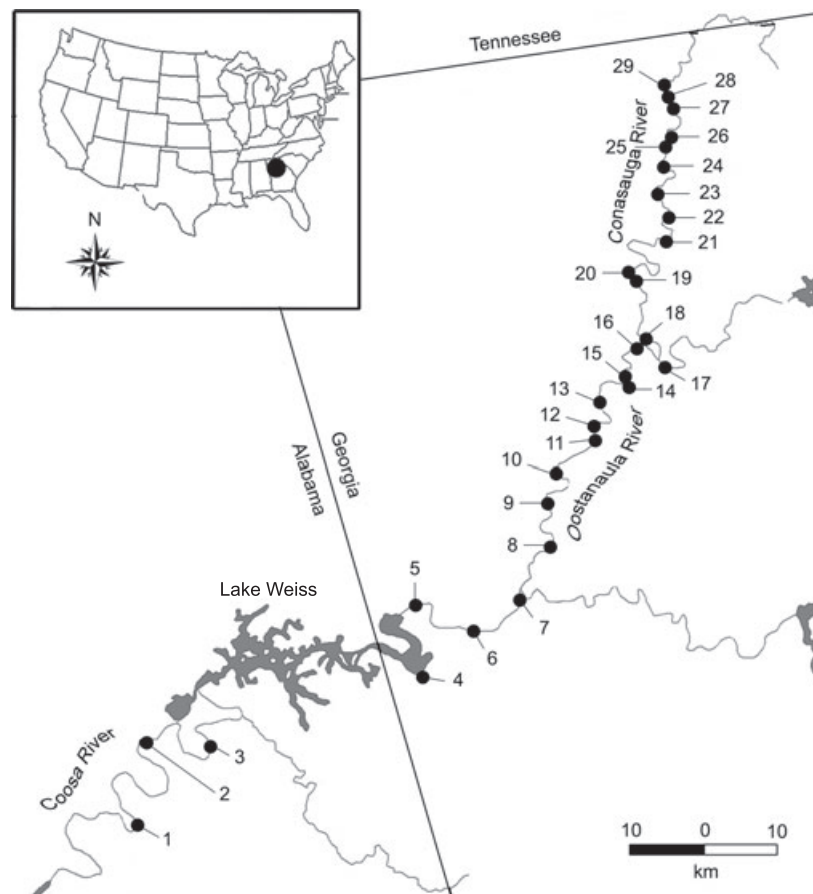 Tennessee
N
29
28
27
26
25
24
23
22
21
20
19
18
17
16
15
14
13
12
11
10
9
8
7
6
5
4
3
2
1
Conasauga River
Oostanaula River
Georgia
Alabama
Lake Weiss
Coosa River
10 0 10
km